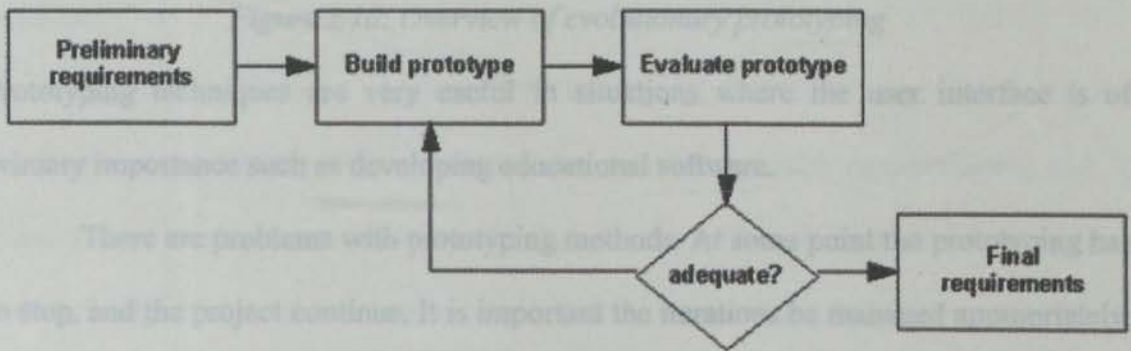 Figure Overview of evolutionary prototyping
Preliminary
requirements
Build prototype
Evaluate prototype
prototyping techniques are very useful in situations where the user interface is of
primary importance such as developing educational software.
There are problems with prototyping methods. At some point the prototyping has
to stop, and the project continue. It is important the iterations be managed appropriately
adequate?
Final
requirements